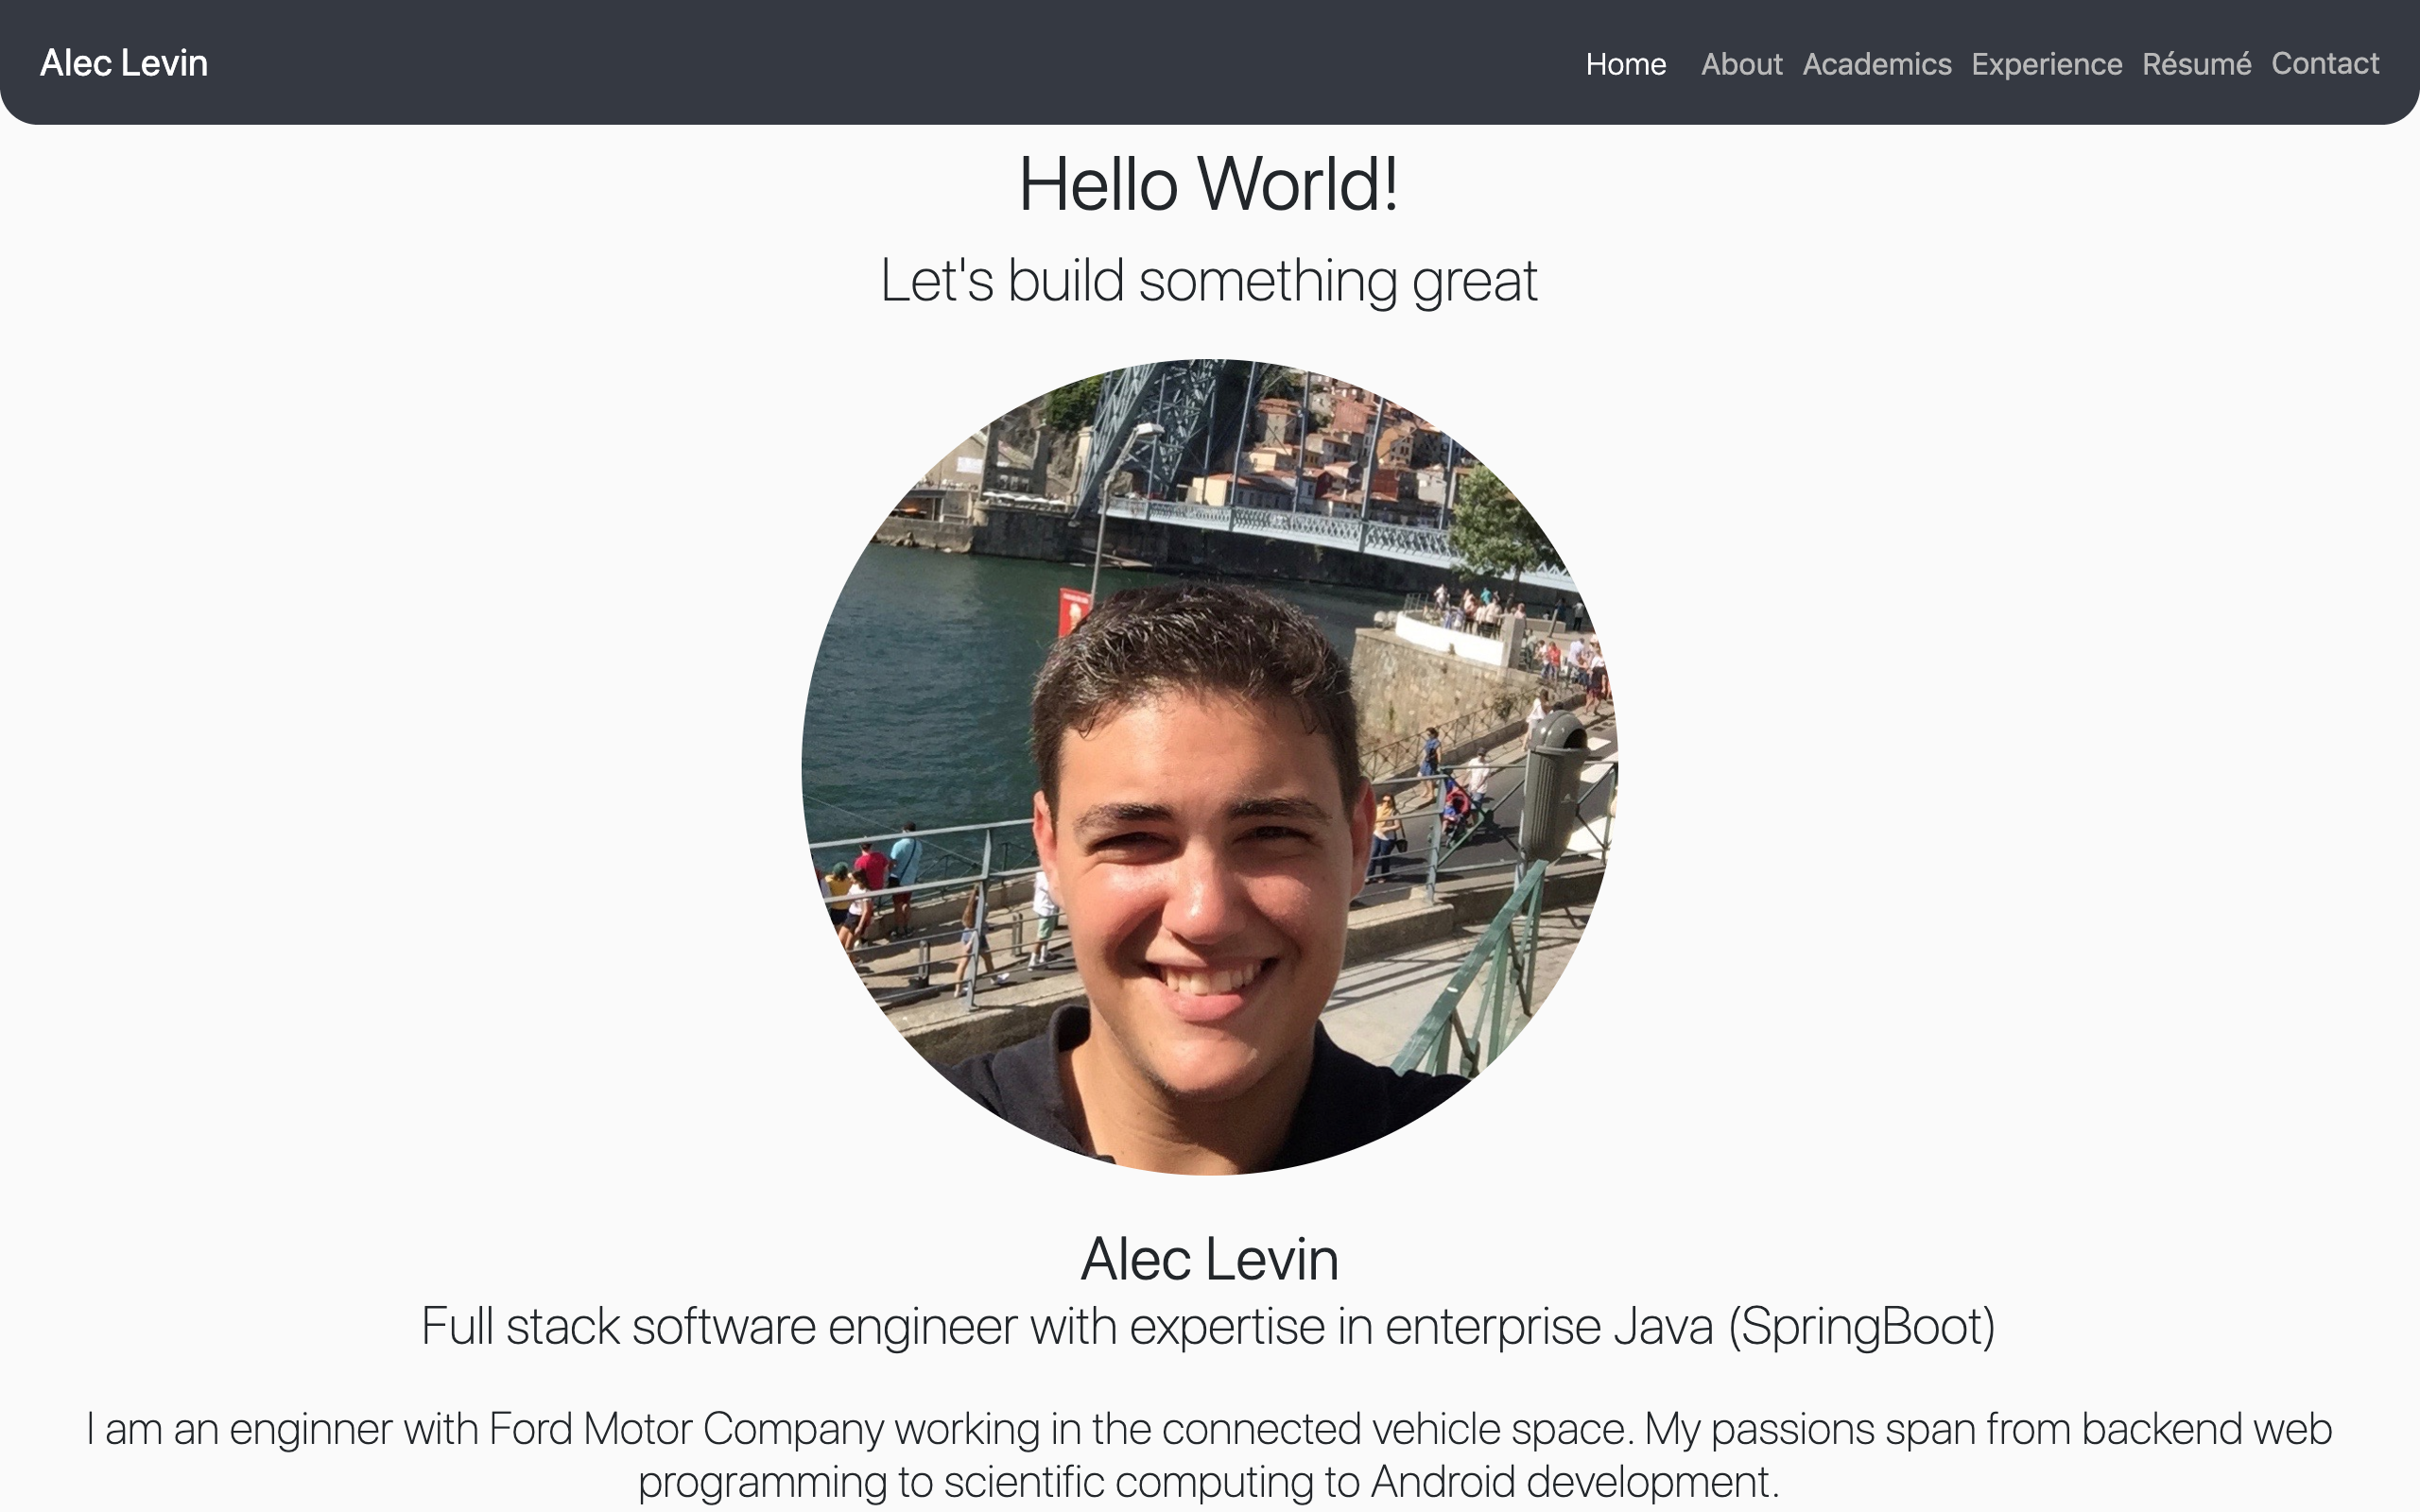 Alec Levin
Home About Academics Experience Résumé Contact
Hello World!
Let's build something great
Alec Levin
Full stack software engineer with expertise in enterprise Java (SpringBoot)
I am an enginner with Ford Motor Company working in the connected vehicle space. My passions span from backend web
programming to scientific computing to Android development.